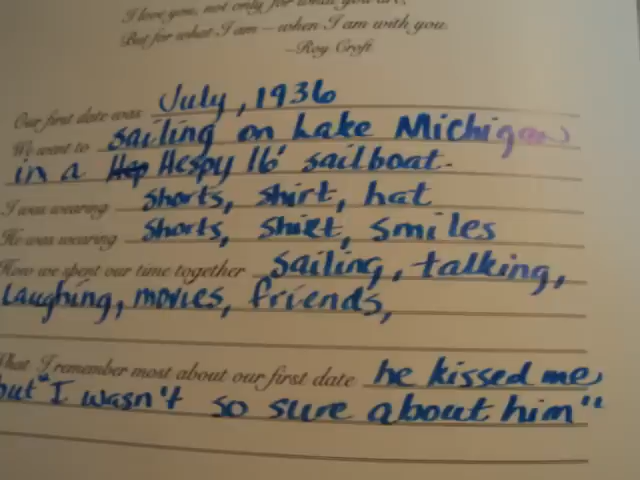 I love you, not only for what you are,
But for what I am — when I am with you.
—Roy Croft
Our first date was July, 1936
We went to sailing on Lake Michigan
in a Hespy 16' sailboat.
I was wearing shorts, shirt, hat
He was wearing shorts, shirt, smiles
How we spent our time together sailing, talking,
Laughing, movies, friends,
What I remember most about our first date he kissed me
but "I wasn't so sure about him"